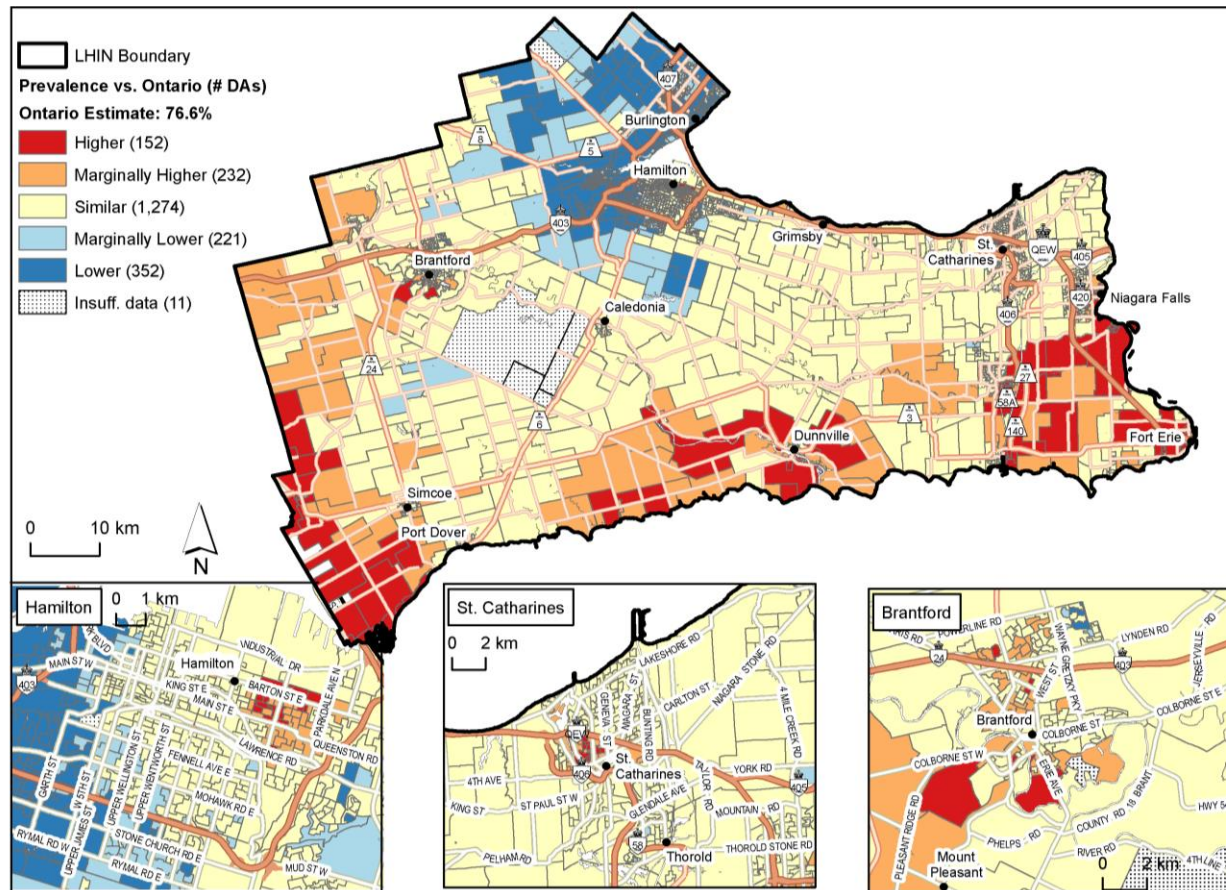 LHIN Boundary
Prevalence vs. Ontario (# DAs)
Ontario Estimate: 76.6%
Higher (152)
Marginally Higher (232)
Similar (1,274)
Marginally Lower (221)
Lower (352)
Insuff. data (11)
407
Burlington
8
5
Hamilton
403
Grimsby
St.
Catharines
QEW
405
Brantford
420
Niagara Falls
Caledonia
406
24
27
58A
6
3
140
Dunnville
Fort Erie
Simcoe
0 10 km
Port Dover
N
Hamilton
0 1 km
MAIN ST W
403
Hamilton
INDUSTRIAL DR
KING ST E
BARTON ST E
MAIN ST E
PARKDALE AVE N
LAWRENCE RD
QUEENSTON RD
GARTH ST
W 5TH ST
UPPER JAMES ST
UPPER WELLINGTON ST
UPPER WENTWORTH ST
FENNELL AVE E
MOHAWK RD E
STONE CHURCH RD E
RYMAL RD W
RYMAL RD E
MUD ST W
St. Catharines
0 2 km
LAKESHORE RD
GENEVA ST
NIAGARA ST
BUNTING RD
CARLTON ST
NIAGARA STONE RD
4 MILE CREEK RD
QEW
406
St.
Catharines
4TH AVE
KING ST
ST PAUL ST W
GLENDALE AVE
TAYLOR RD
YORK RD
405
MOUNTAIN RD
PELHAM RD
58
Thorold
THOROLD STONE RD
Brantford
POWERLINE RD
24
WEST ST
WAYNE GRETZKY PKY
LYNDEN RD
403
JERSEYVILLE RD
Brantford
COLBORNE ST
COLBORNE ST E
COLBORNE ST W
ERIE AVE
PLEASANT RIDGE RD
PHELPS RD
COUNTY RD 18 BRANT
HWY 54
RIVER RD
4TH LINE
Mount
Pleasant
0 2 km